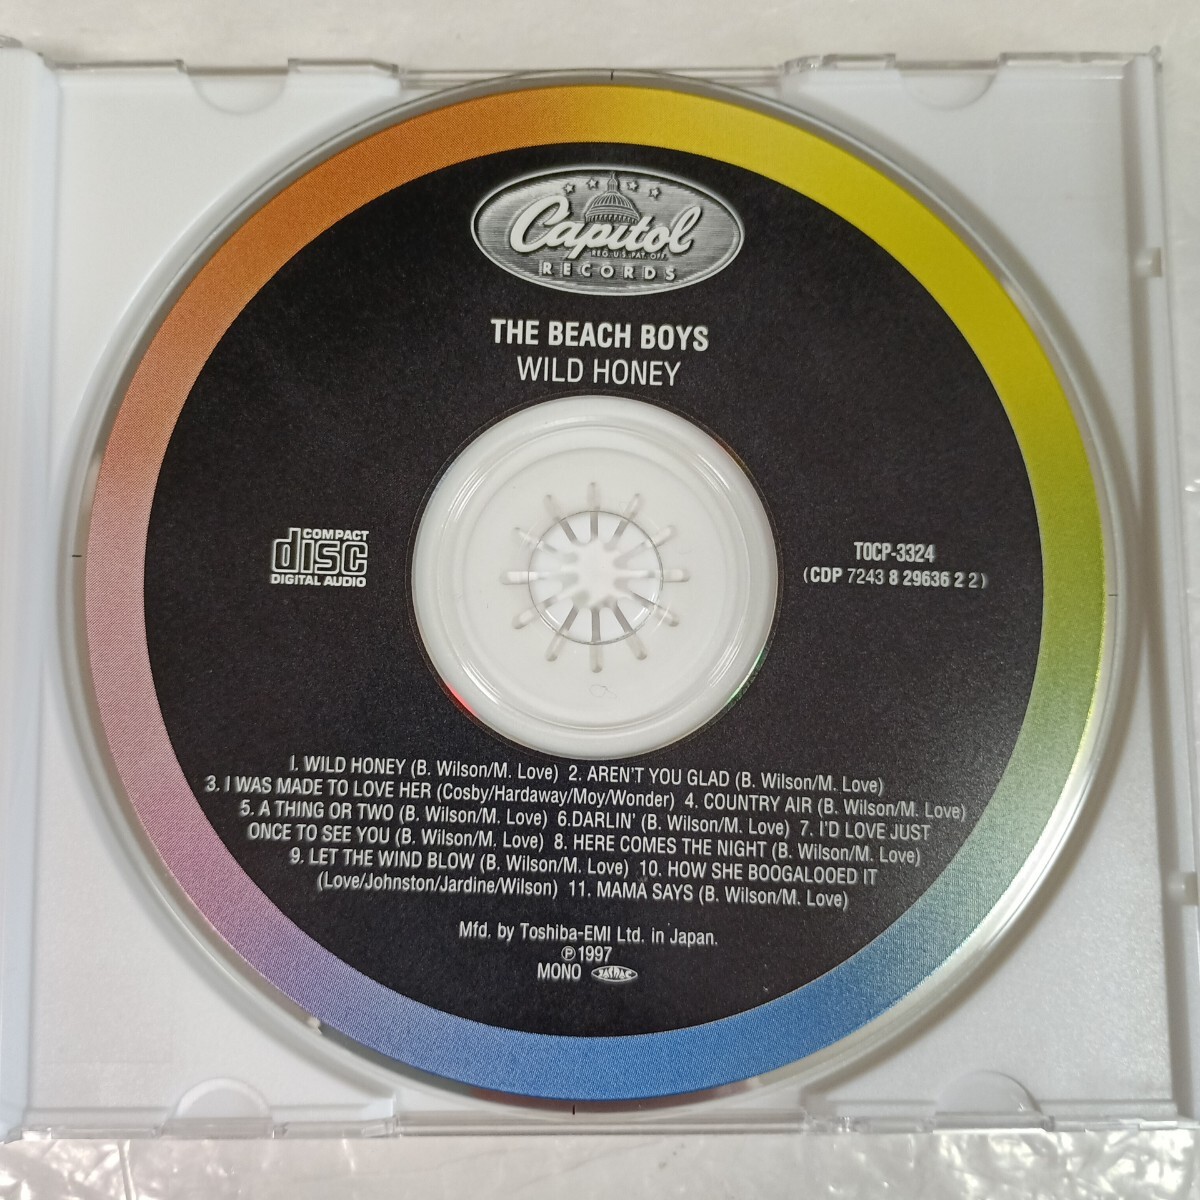 Capitol
REG. U.S. PAT. OFF.
RECORDS
THE BEACH BOYS
WILD HONEY
COMPACT
disc
DIGITAL AUDIO
TOCP-3324
(CDP 7243 8 29636 2 2)
1. WILD HONEY (B. Wilson/M. Love) 2. AREN'T YOU GLAD (B. Wilson/M. Love)
3. I WAS MADE TO LOVE HER (Cosby/Hardaway/Moy/Wonder) 4. COUNTRY AIR (B. Wilson/M. Love)
5. A THING OR TWO (B. Wilson/M. Love) 6.DARLIN' (B. Wilson/M. Love) 7. I'D LOVE JUST
ONCE TO SEE YOU (B. Wilson/M. Love) 8. HERE COMES THE NIGHT (B. Wilson/M. Love)
9. LET THE WIND BLOW (B. Wilson/M. Love) 10. HOW SHE BOOGALOOED IT
(Love/Johnston/Jardine/Wilson) 11. MAMA SAYS (B. Wilson/M. Love)
Mfd. by Toshiba-EMI Ltd. in Japan.
℗1997
MONO JASRAC